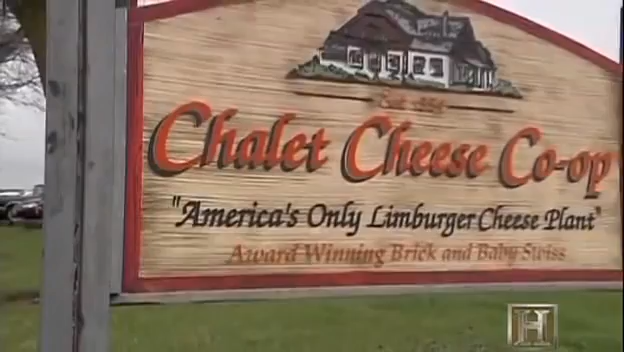 Chalet Cheese Co-op
"America's Only Limburger Cheese Plant"
Award Winning Brick and Baby Swiss
H